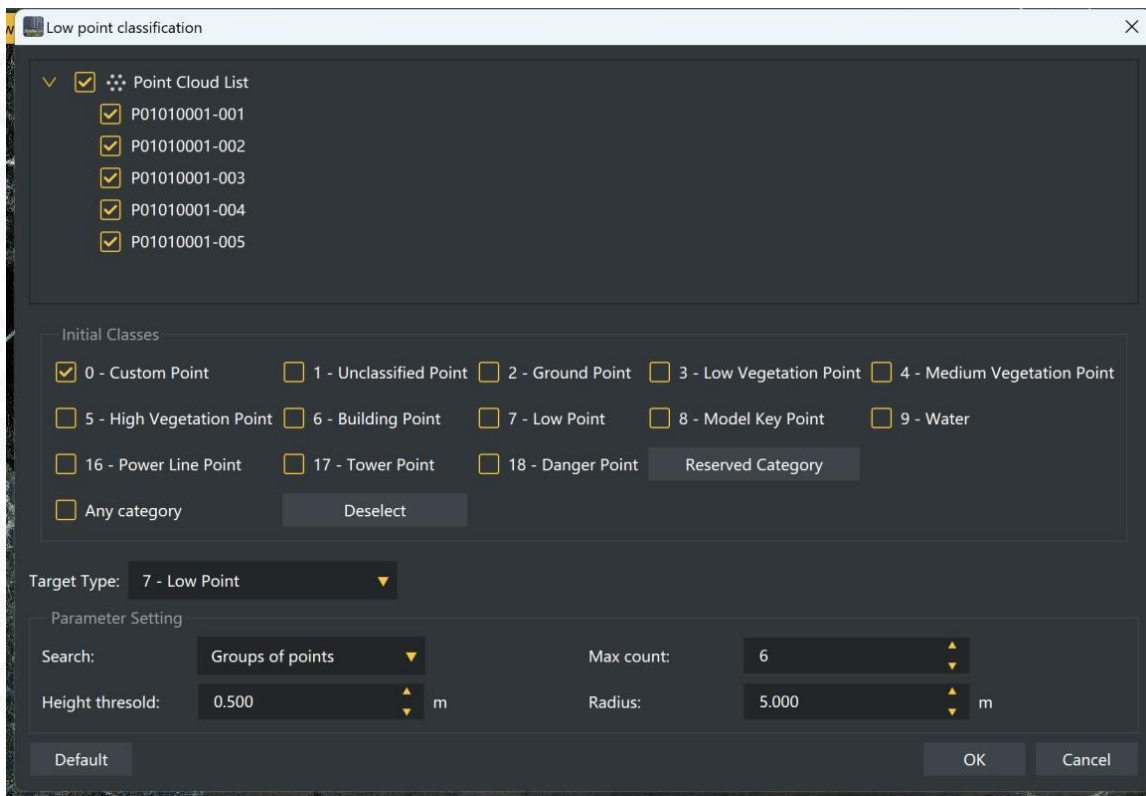 Low point classification
Point Cloud List
P01010001-001
P01010001-002
P01010001-003
P01010001-004
P01010001-005
Initial Classes
0 - Custom Point 1 - Unclassified Point 2 - Ground Point 3 - Low Vegetation Point 4 - Medium Vegetation Point
5 - High Vegetation Point 6 - Building Point 7 - Low Point 8 - Model Key Point 9 - Water
16 - Power Line Point 17 - Tower Point 18 - Danger Point Reserved Category
Any category Deselect
Target Type: 7 - Low Point
Parameter Setting
Search: Groups of points Max count: 6
Height thresold: 0.500 m Radius: 5.000 m
Default OK Cancel